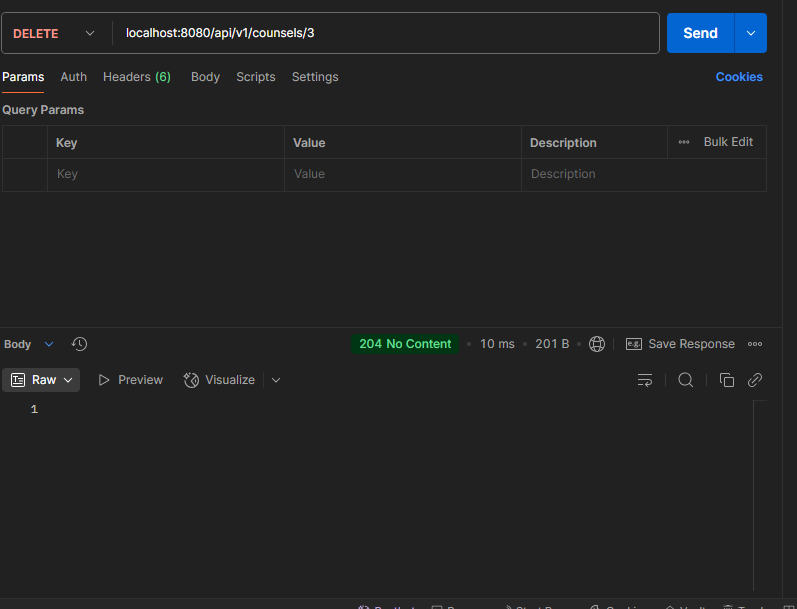 DELETE localhost:8080/api/v1/counsels/3 Send
Params Auth Headers (6) Body Scripts Settings Cookies
Query Params
Key Value Description Bulk Edit
Key Value Description
Body 204 No Content 10 ms 201 B e.g. Save Response
Raw Preview Visualize
1